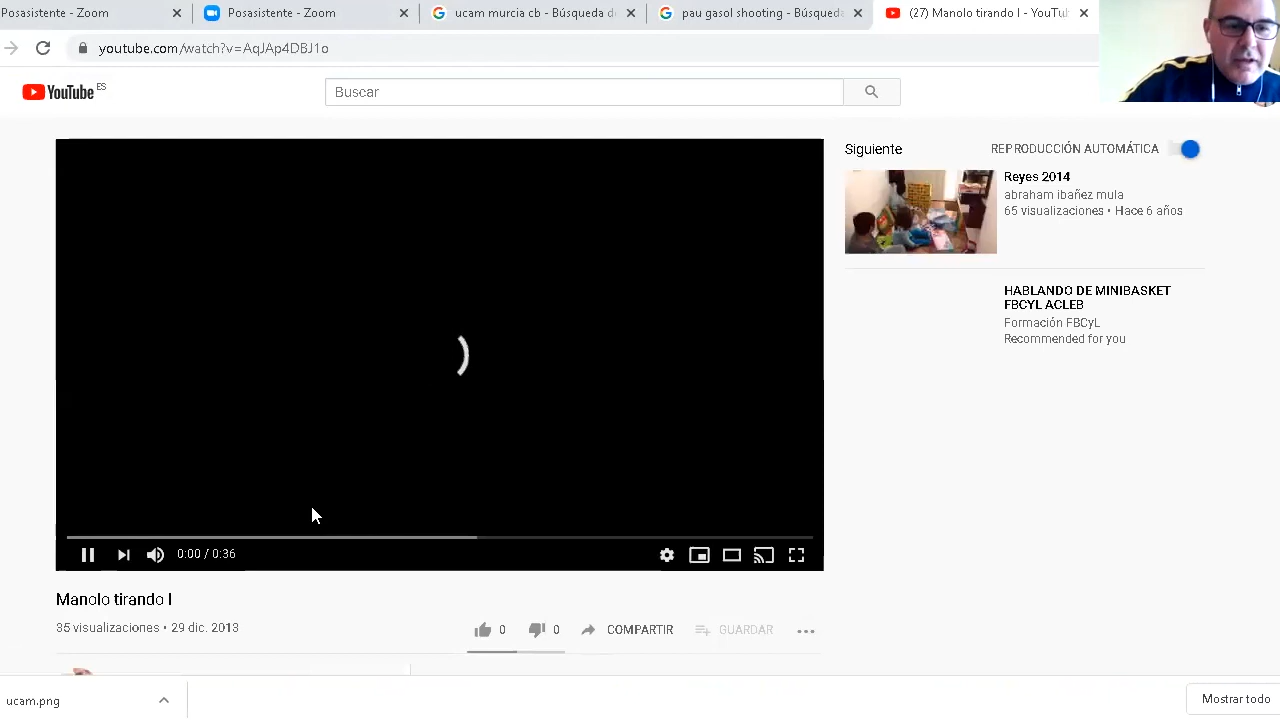 Posasistente - Zoom
Posasistente - Zoom
ucam murcia cb - Búsqueda d
pau gasol shooting - Búsqueda
(27) Manolo tirando I - YouTu
youtube.com/watch?v=AqJAp4DBJ1o
YouTube ES
Buscar
Siguiente
REPRODUCCIÓN AUTOMÁTICA
Reyes 2014
abraham ibañez mula
65 visualizaciones • Hace 6 años
HABLANDO DE MINIBASKET
FBCYL ACLEB
Formación FBCyL
Recommended for you
0:00 / 0:36
Manolo tirando I
35 visualizaciones • 29 dic. 2013
0
0
COMPARTIR
GUARDAR
ucam.png
Mostrar todo